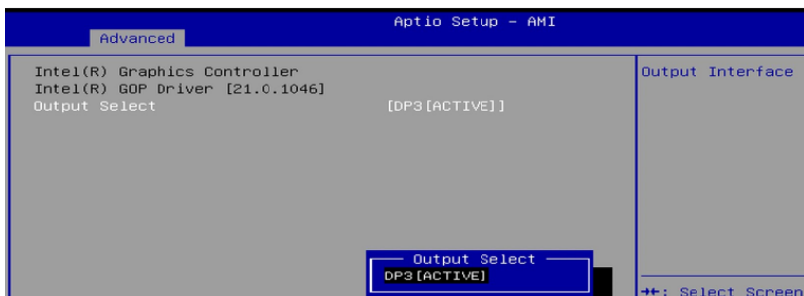 Aptio Setup – AMI
Advanced
Intel(R) Graphics Controller
Intel(R) GOP Driver [21.0.1046]
Output Select [DP3[ACTIVE]]
Output Interface
Output Select
DP3[ACTIVE]
→←: Select Screen